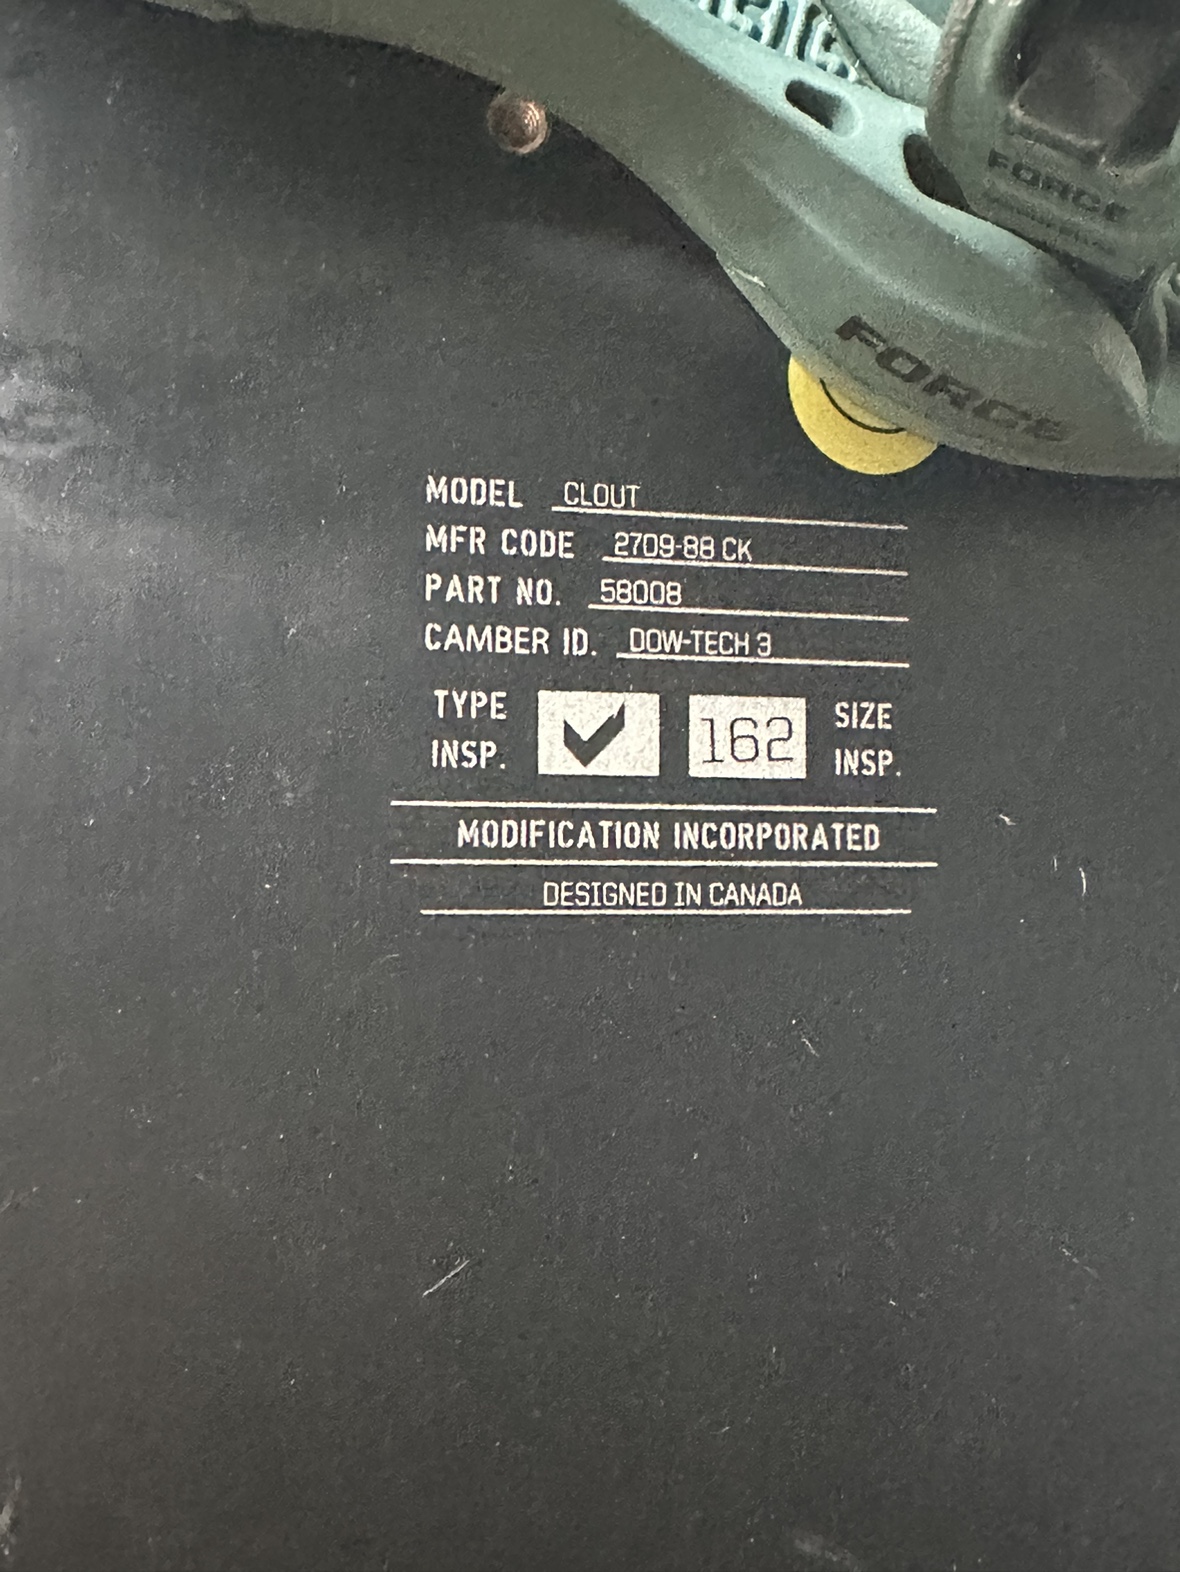 FORCE
FORCE
MODEL CLOUT
MFR CODE 2709-88 CK
PART NO. 58008
CAMBER ID. DOW-TECH 3
TYPE INSP. 162 SIZE INSP.
MODIFICATION INCORPORATED
DESIGNED IN CANADA